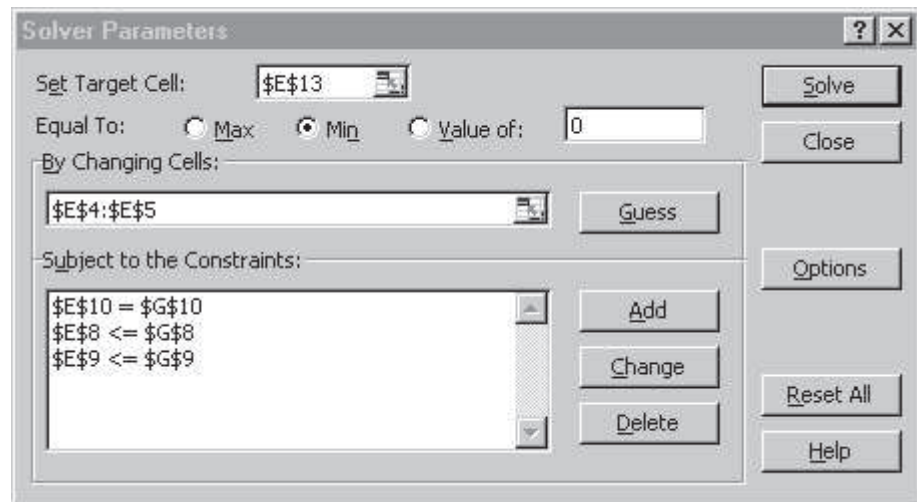 Solver Parameters
? X
Set Target Cell: $E$13
Solve
Equal To: Max Min Value of: 0
Close
By Changing Cells:
$E$4:$E$5
Guess
Subject to the Constraints:
Options
$E$10 = $G$10
$E$8 <= $G$8
$E$9 <= $G$9
Add
Change
Delete
Reset All
Help